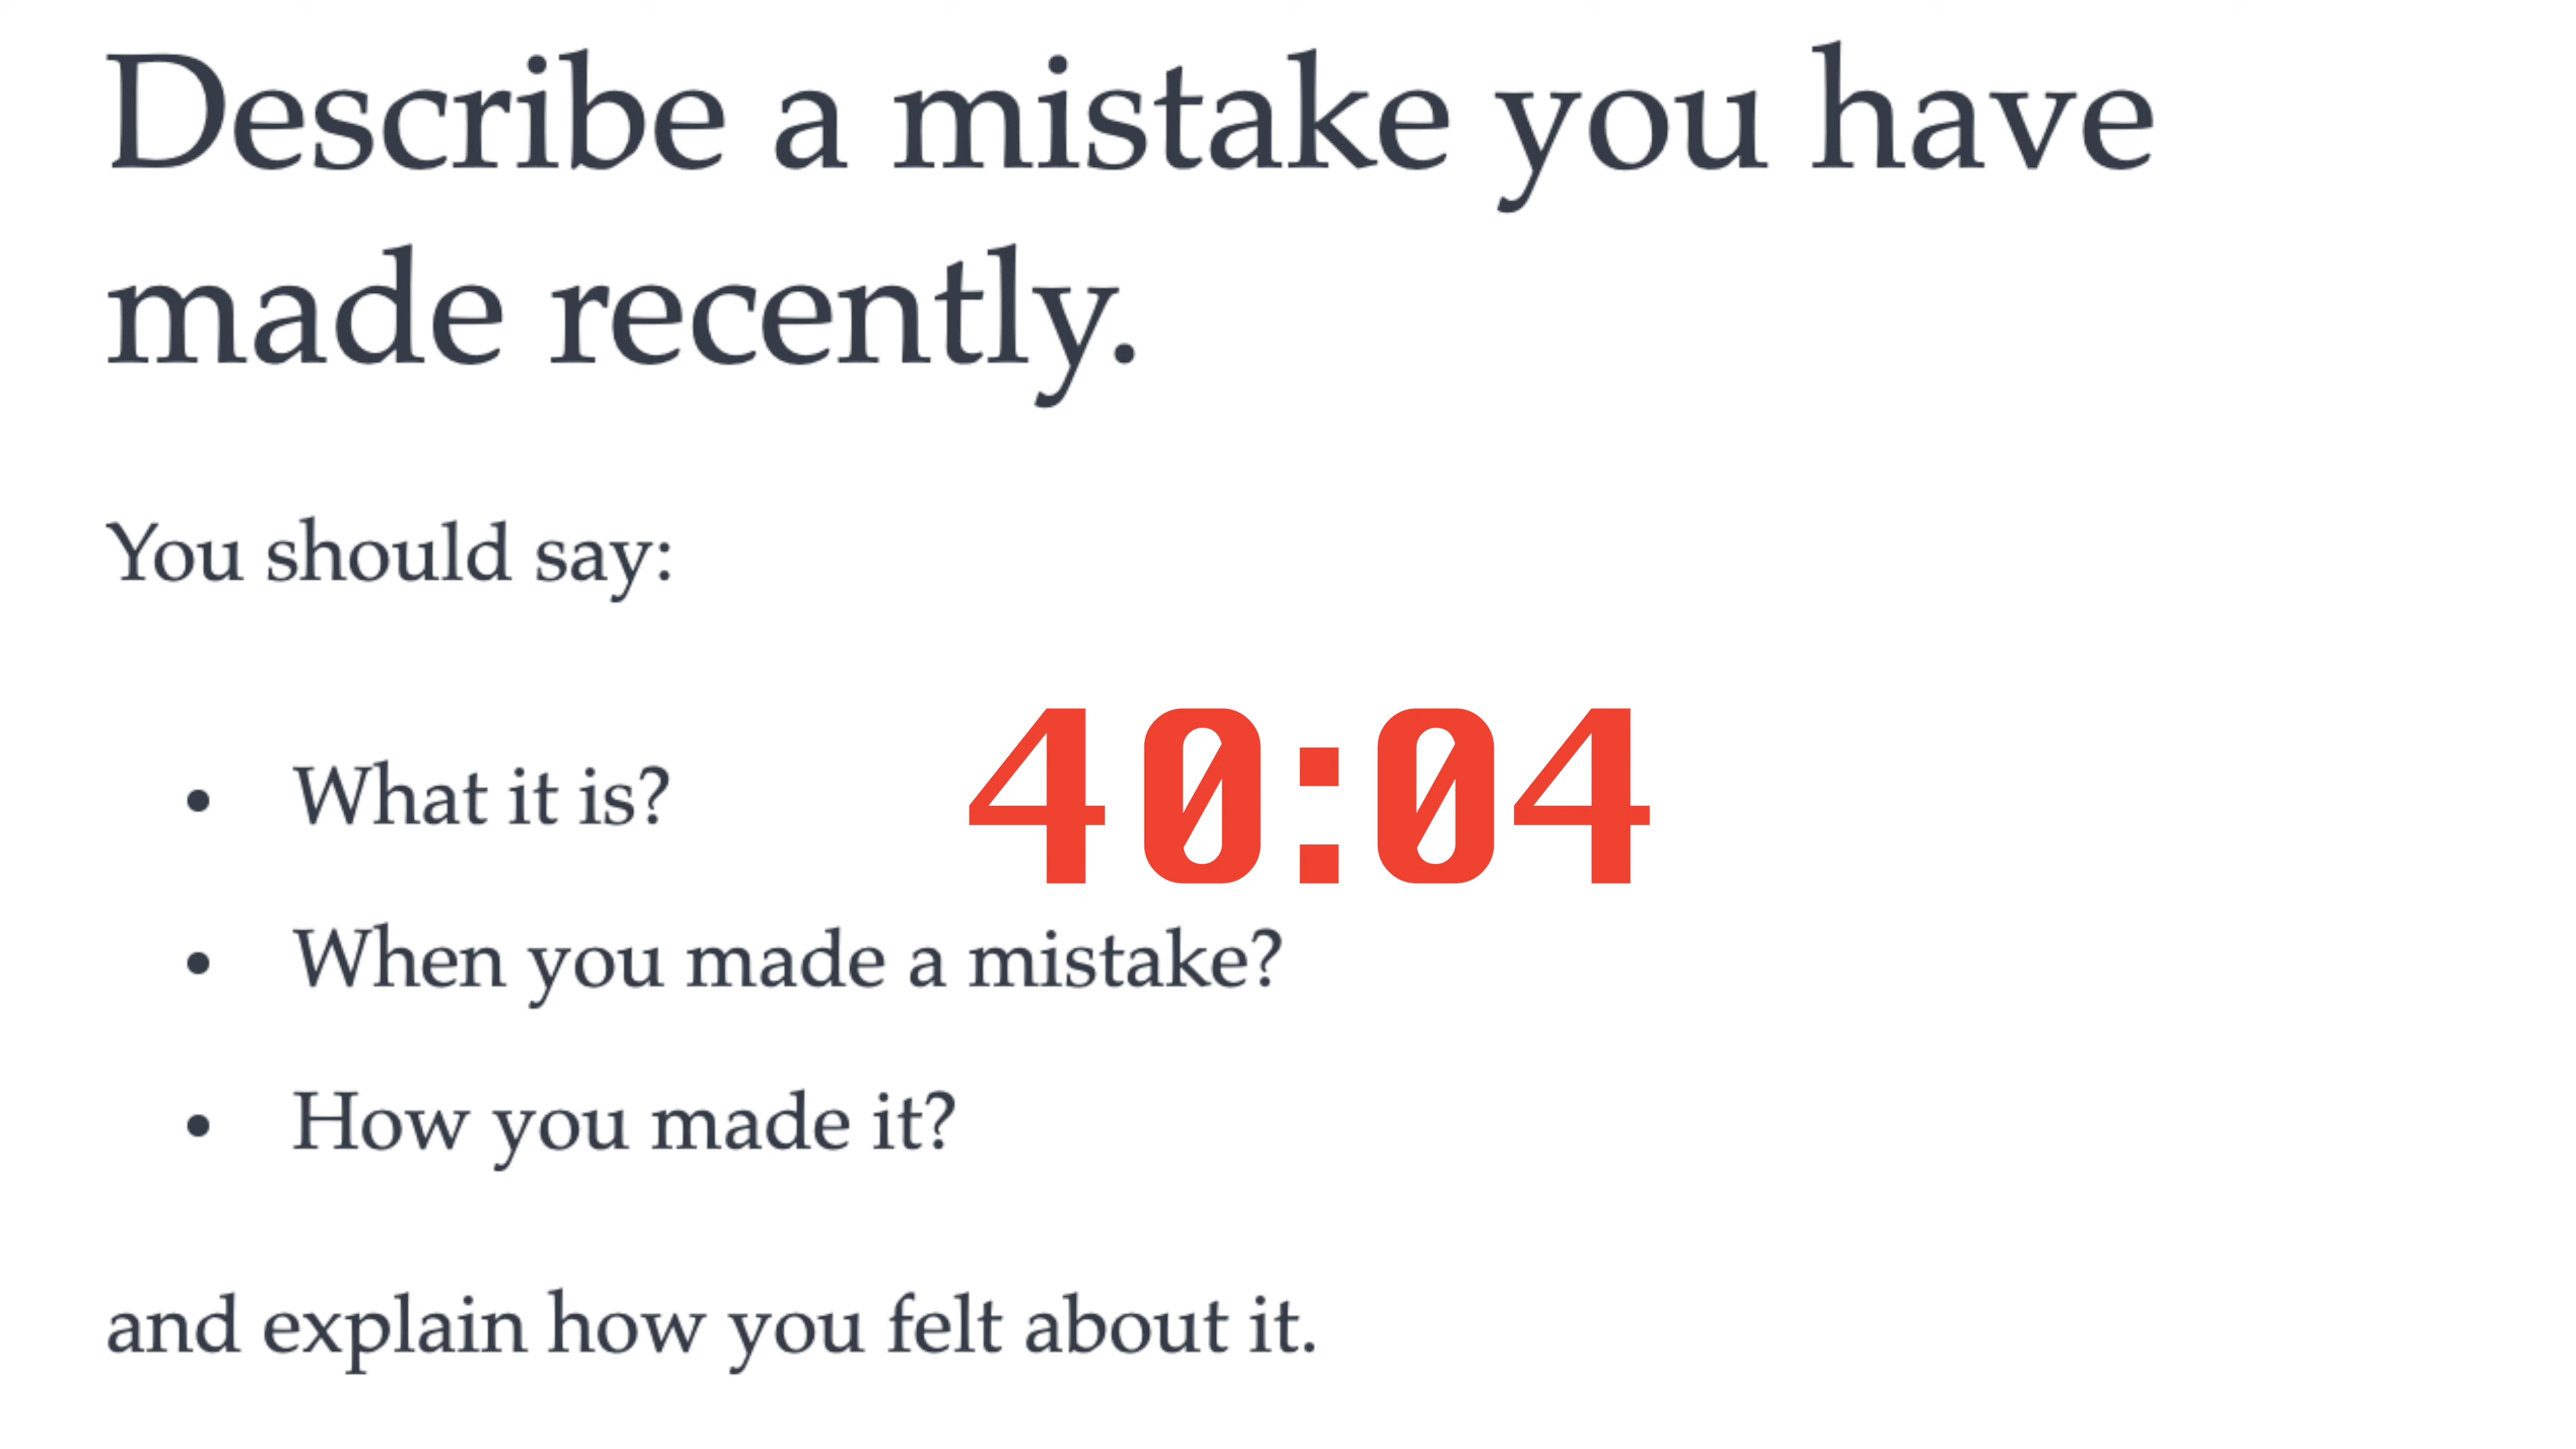 Describe a mistake you have
made recently.
You should say:
• What it is?
40:04
• When you made a mistake?
• How you made it?
and explain how you felt about it.